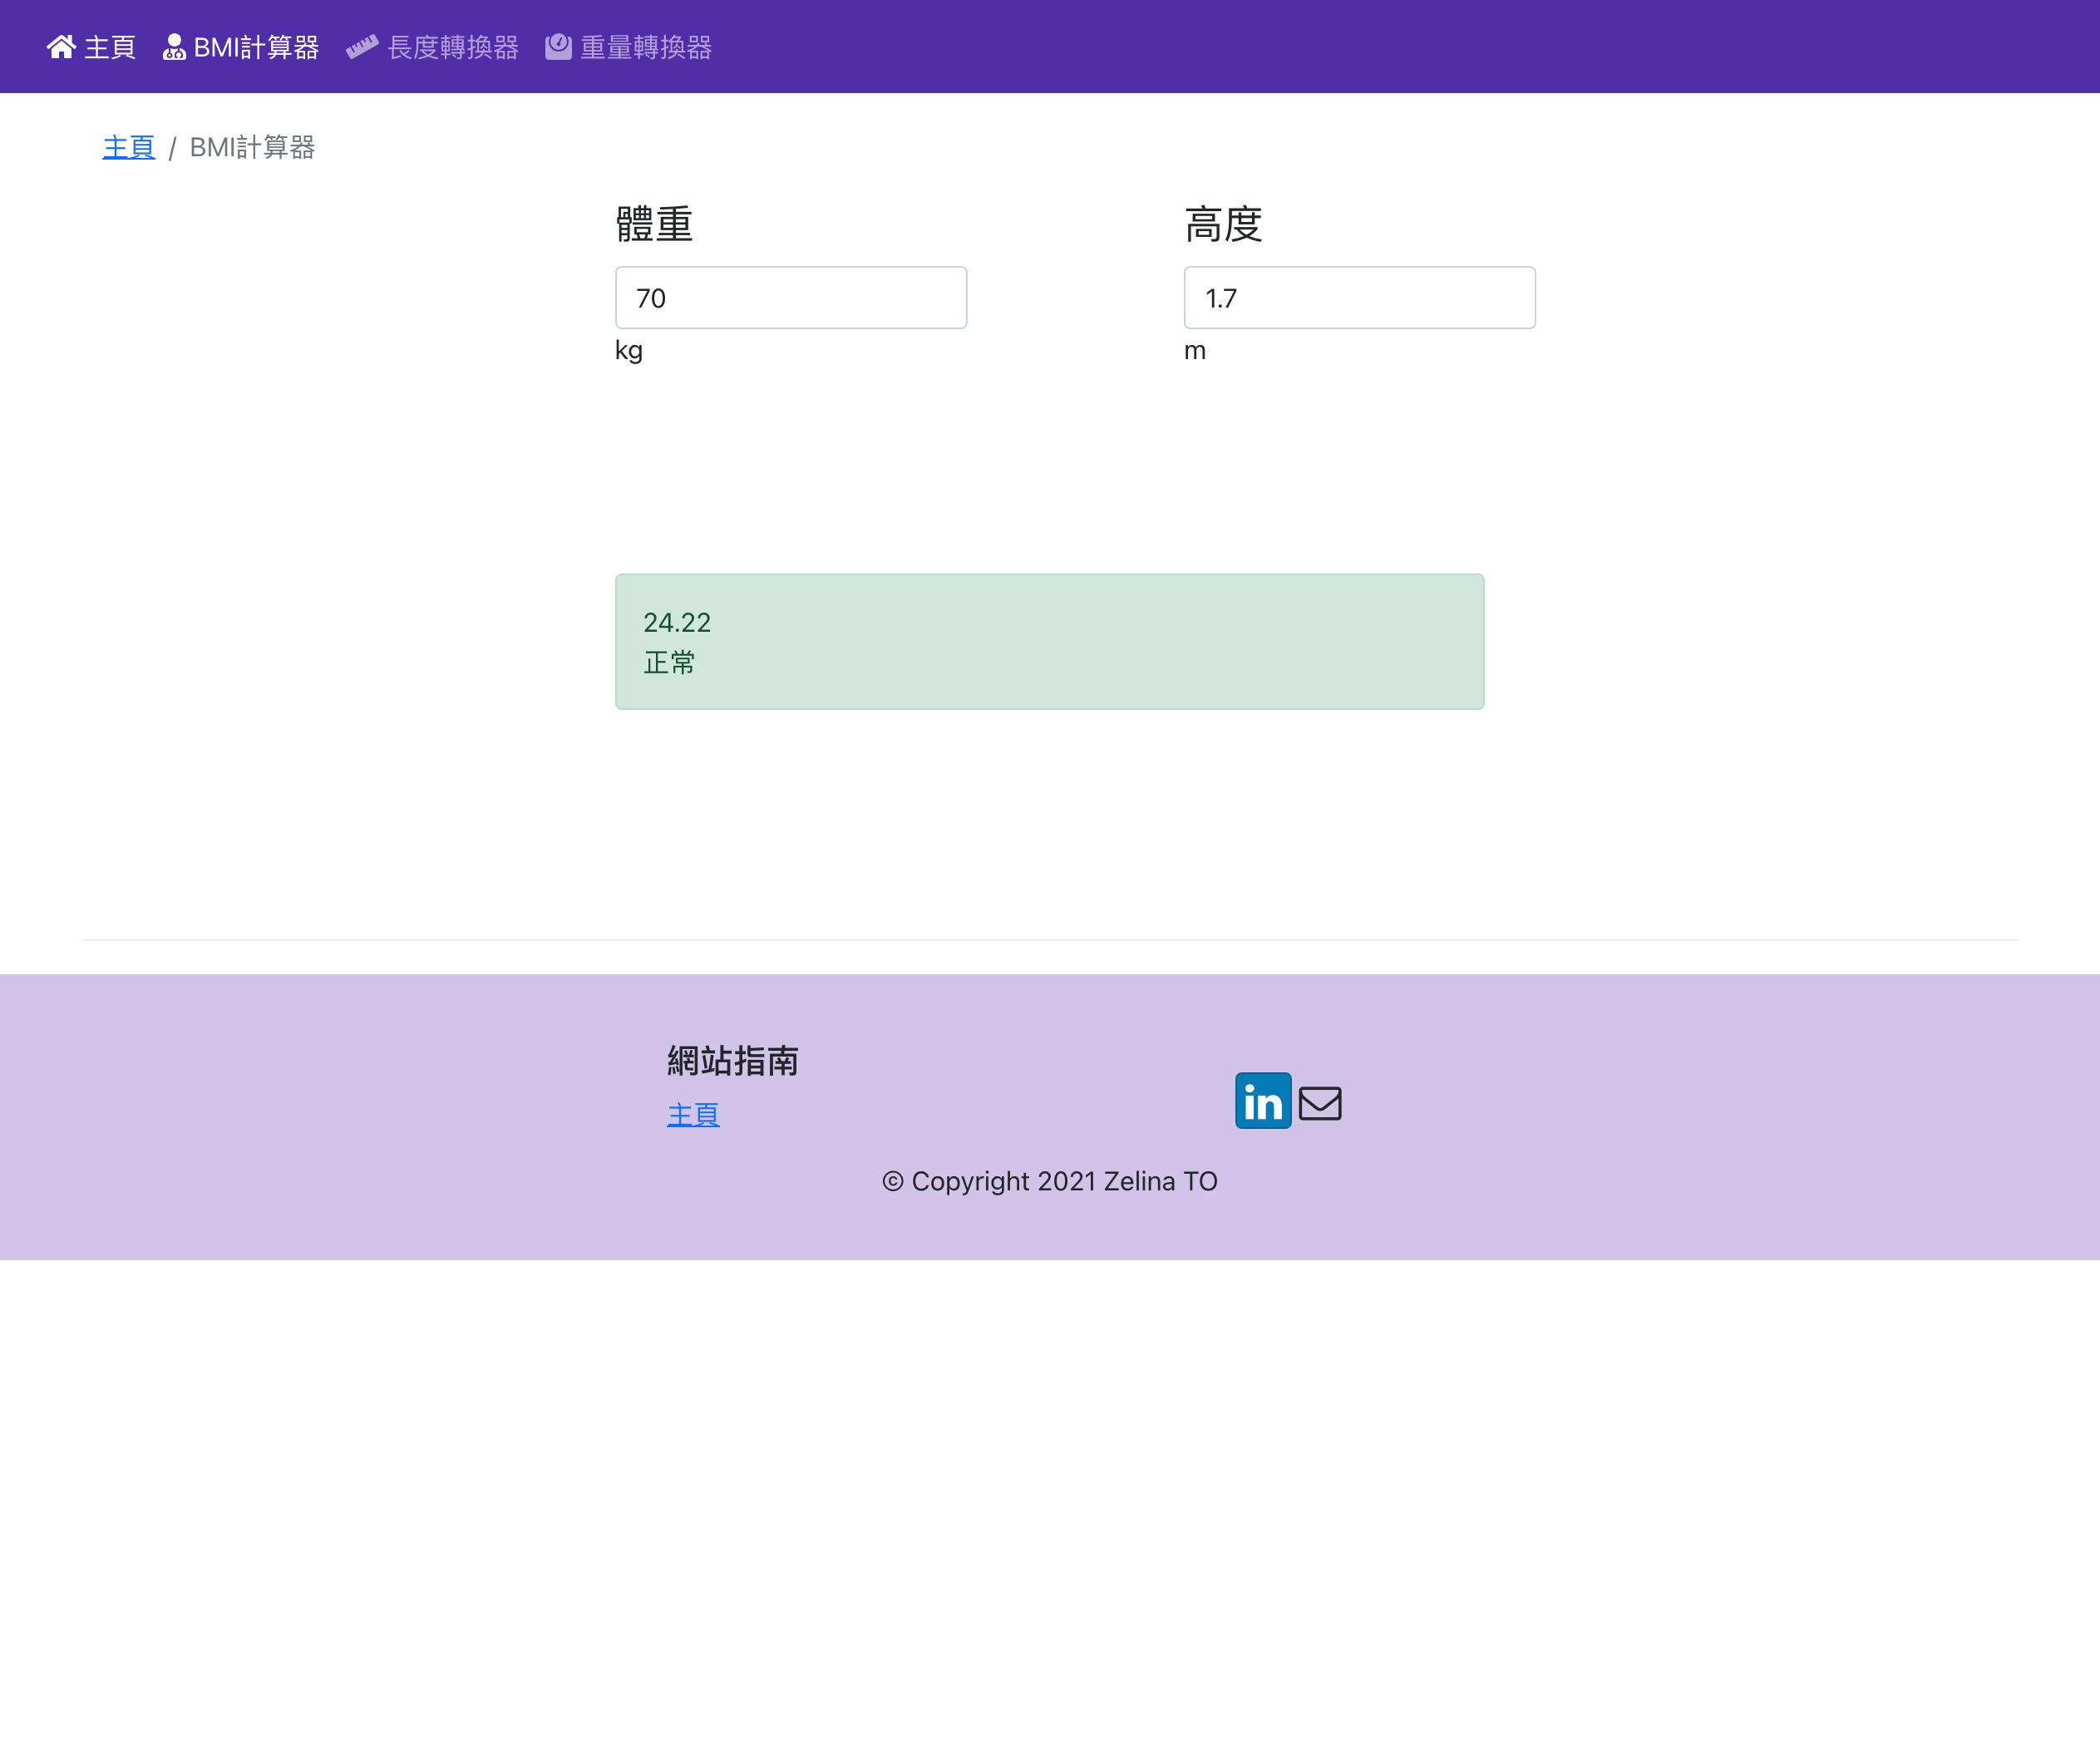 主頁 BMI計算器 長度轉換器 重量轉換器
主頁 / BMI計算器
體重 高度
70 1.7
kg m
24.22
正常
網站指南
主頁
in
© Copyright 2021 Zelina TO